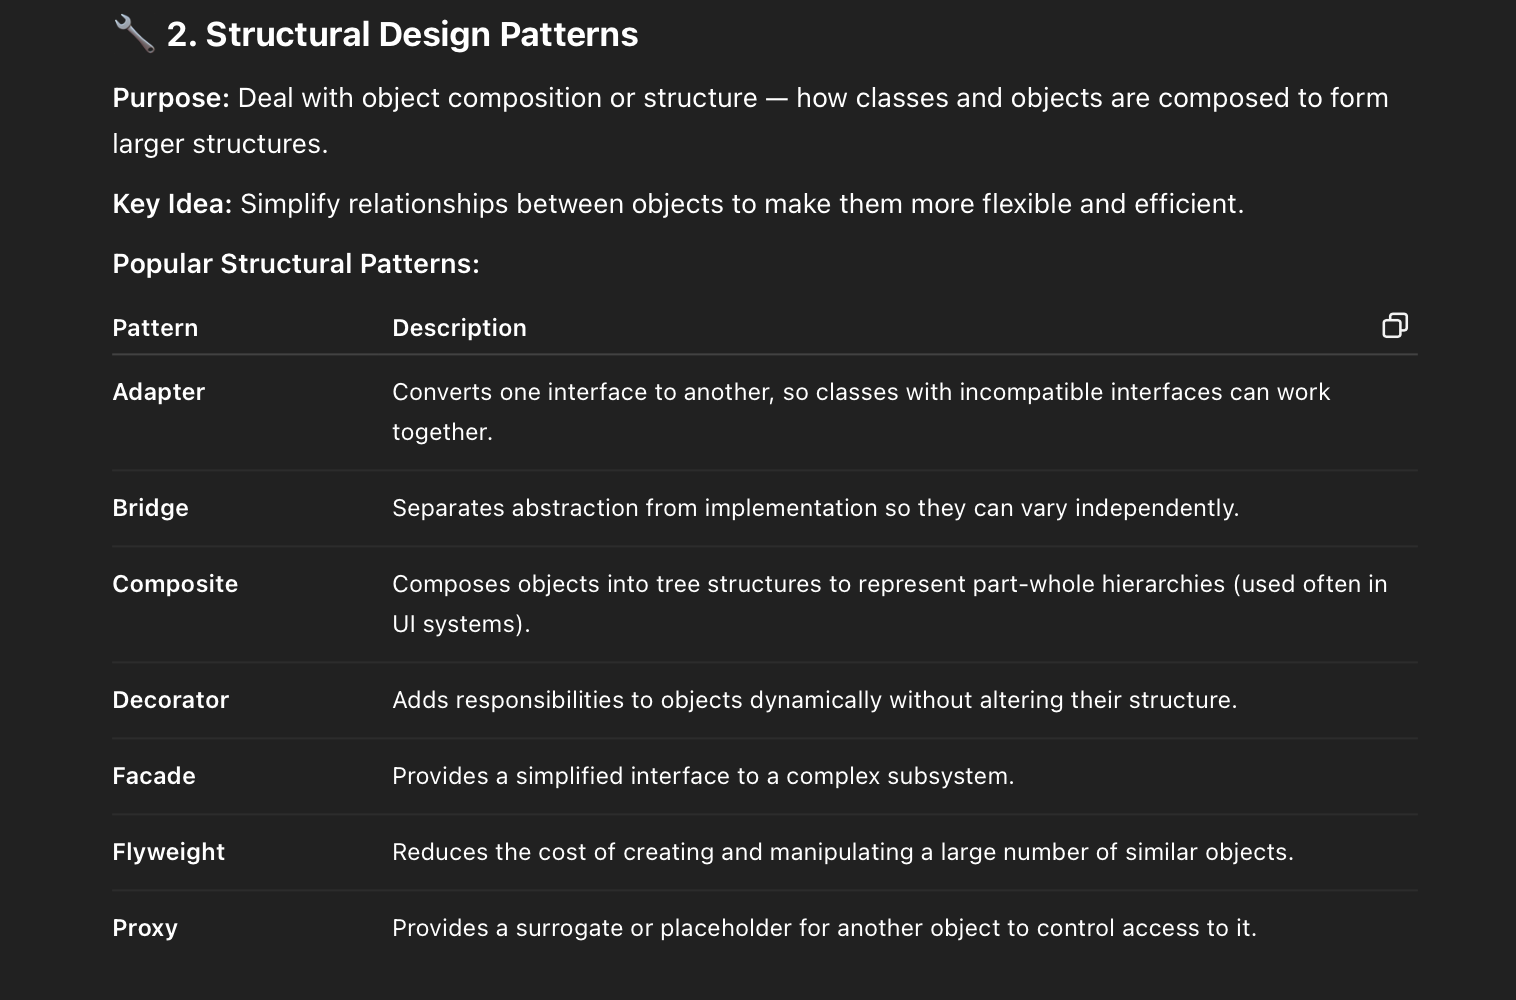 🔧 2. Structural Design Patterns
Purpose: Deal with object composition or structure — how classes and objects are composed to form
larger structures.
Key Idea: Simplify relationships between objects to make them more flexible and efficient.
Popular Structural Patterns:
Pattern Description
Adapter Converts one interface to another, so classes with incompatible interfaces can work
together.
Bridge Separates abstraction from implementation so they can vary independently.
Composite Composes objects into tree structures to represent part-whole hierarchies (used often in
UI systems).
Decorator Adds responsibilities to objects dynamically without altering their structure.
Facade Provides a simplified interface to a complex subsystem.
Flyweight Reduces the cost of creating and manipulating a large number of similar objects.
Proxy Provides a surrogate or placeholder for another object to control access to it.